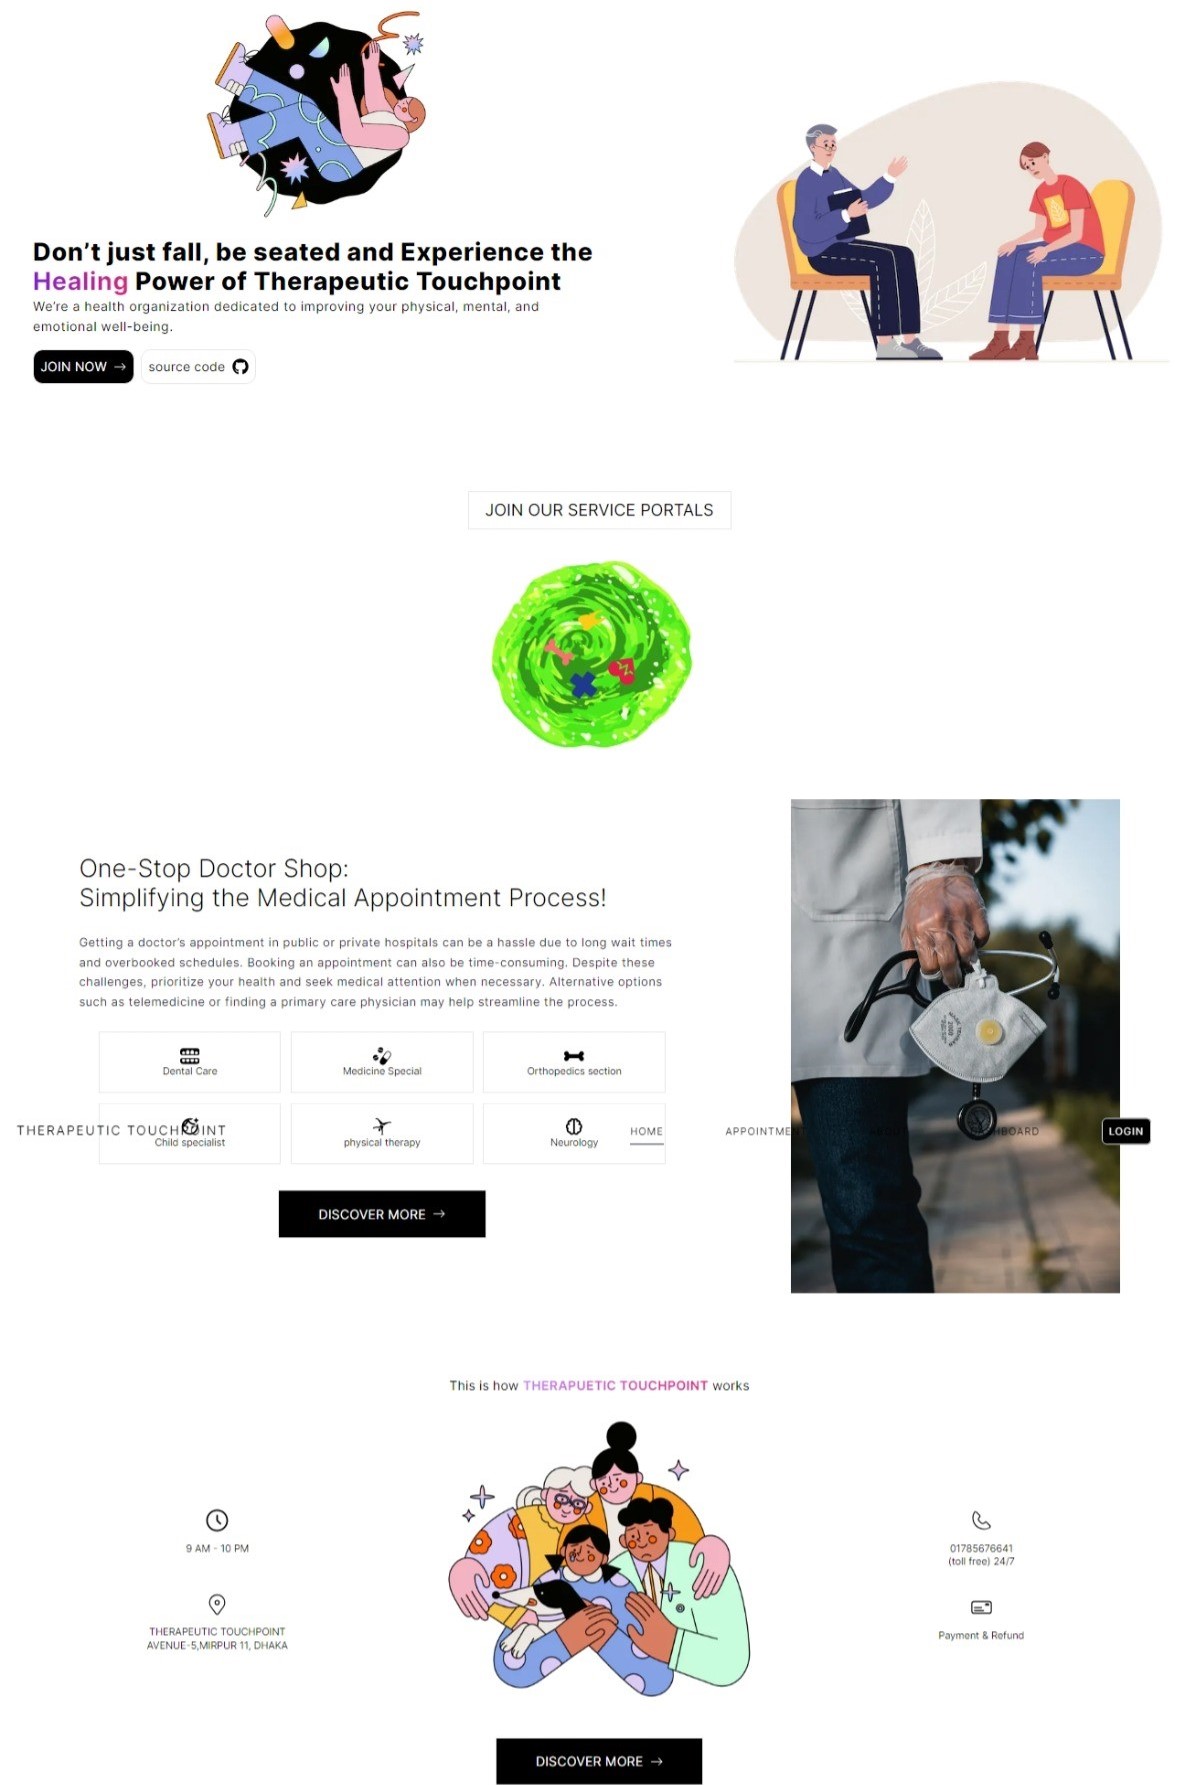 Don't just fall, be seated and Experience the
Healing Power of Therapeutic Touchpoint
We're a health organization dedicated to improving your physical, mental, and
emotional well-being.
JOIN NOW →
source code
JOIN OUR SERVICE PORTALS
One-Stop Doctor Shop:
Simplifying the Medical Appointment Process!
Getting a doctor's appointment in public or private hospitals can be a hassle due to long wait times
and overbooked schedules. Booking an appointment can also be time-consuming. Despite these
challenges, prioritize your health and seek medical attention when necessary. Alternative options
such as telemedicine or finding a primary care physician may help streamline the process.
Dental Care
Medicine Special
Orthopedics section
THERAPEUTIC TOUCHPOINT
HOME
LOGIN
Child specialist
physical therapy
Neurology
DISCOVER MORE →
This is how THERAPUETIC TOUCHPOINT works
9 AM - 10 PM
01785676641
(toll free) 24/7
THERAPEUTIC TOUCHPOINT
AVENUE-5,MIRPUR 11, DHAKA
Payment & Refund
DISCOVER MORE →